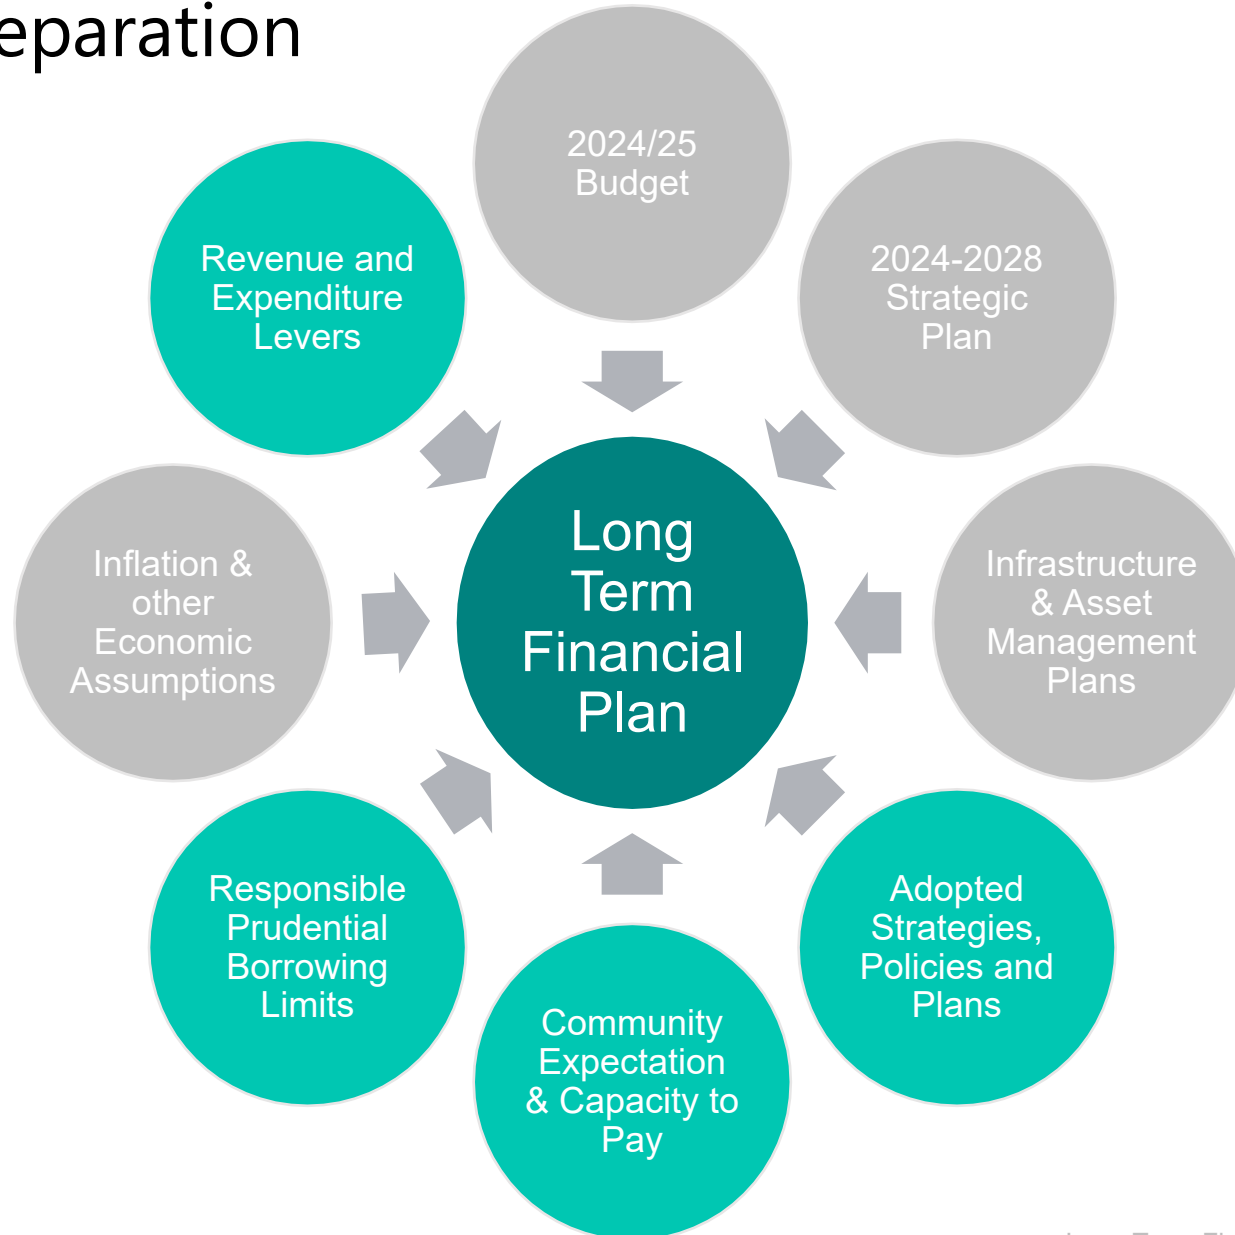 eparation
2024/25
Budget
2024-2028
Strategic
Plan
Infrastructure
& Asset
Management
Plans
Adopted
Strategies,
Policies and
Plans
Community
Expectation
& Capacity to
Pay
Responsible
Prudential
Borrowing
Limits
Inflation &
other
Economic
Assumptions
Revenue and
Expenditure
Levers
Long
Term
Financial
Plan